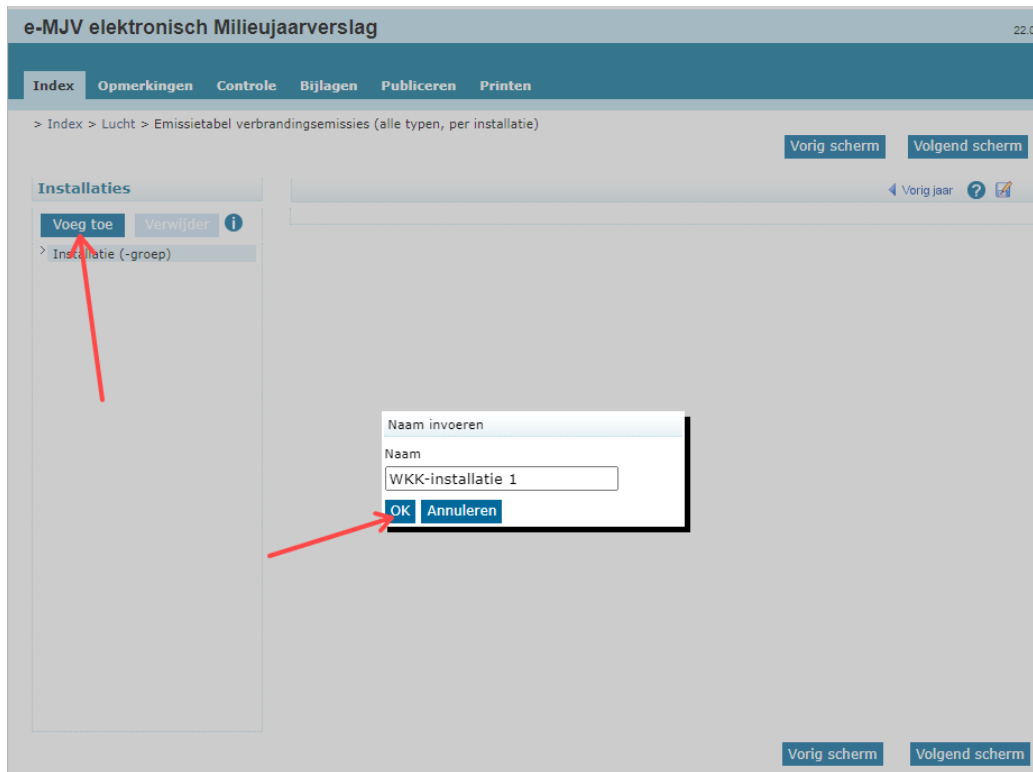 e-MJV elektronisch Milieujaarverslag
22.0
Index Opmerkingen Controle Bijlagen Publiceren Printen
> Index > Lucht > Emissietabel verbrandingsemissies (alle typen, per installatie)
Vorig scherm Volgend scherm
Installaties
Vorig jaar ?
Voeg toe Verwijder i
> Installatie (-groep)
Naam invoeren
Naam
WKK-installatie 1
OK Annuleren
Vorig scherm Volgend scherm